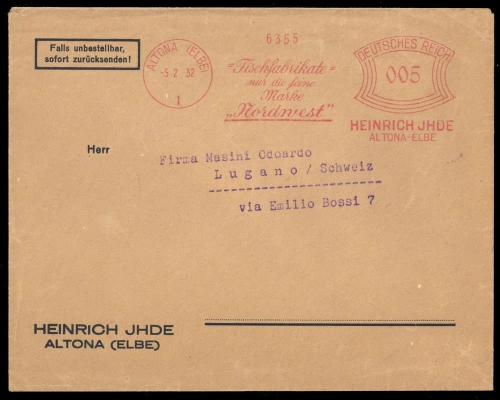 Falls unbestellbar,
sofort zurücksenden!
ALTONA (ELBE)
-5.2.32
1
6355
=Fischfabrikate=
nur die feine
Marke
„Nordwest"
DEUTSCHES REICH
005
HEINRICH JHDE
ALTONA-ELBE
Herr
Firma Masini Odoardo
Lugano / Schweiz
via Emilio Bossi 7
HEINRICH JHDE
ALTONA (ELBE)